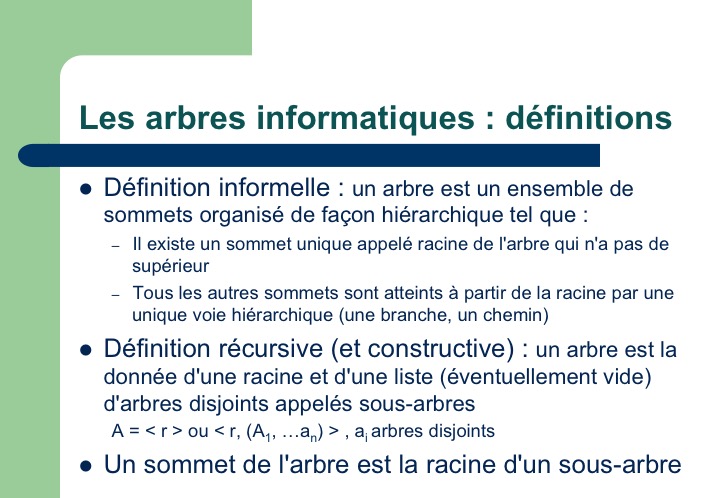 Les arbres informatiques : définitions
● Définition informelle : un arbre est un ensemble de
sommets organisé de façon hiérarchique tel que :
– Il existe un sommet unique appelé racine de l'arbre qui n'a pas de
supérieur
– Tous les autres sommets sont atteints à partir de la racine par une
unique voie hiérarchique (une branche, un chemin)
● Définition récursive (et constructive) : un arbre est la
donnée d'une racine et d'une liste (éventuellement vide)
d'arbres disjoints appelés sous-arbres
A = < r > ou < r, (A₁, …aₙ) > , aᵢ arbres disjoints
● Un sommet de l'arbre est la racine d'un sous-arbre